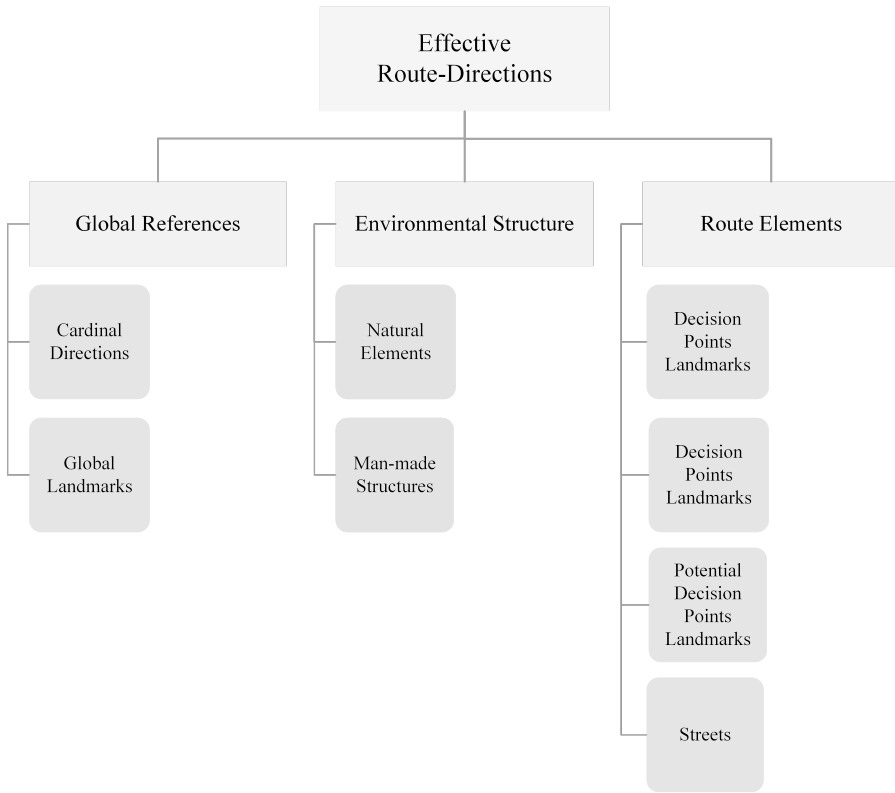 Effective
Route-Directions
Global References
Environmental Structure
Route Elements
Cardinal
Directions
Global
Landmarks
Natural
Elements
Man-made
Structures
Decision
Points
Landmarks
Decision
Points
Landmarks
Potential
Decision
Points
Landmarks
Streets